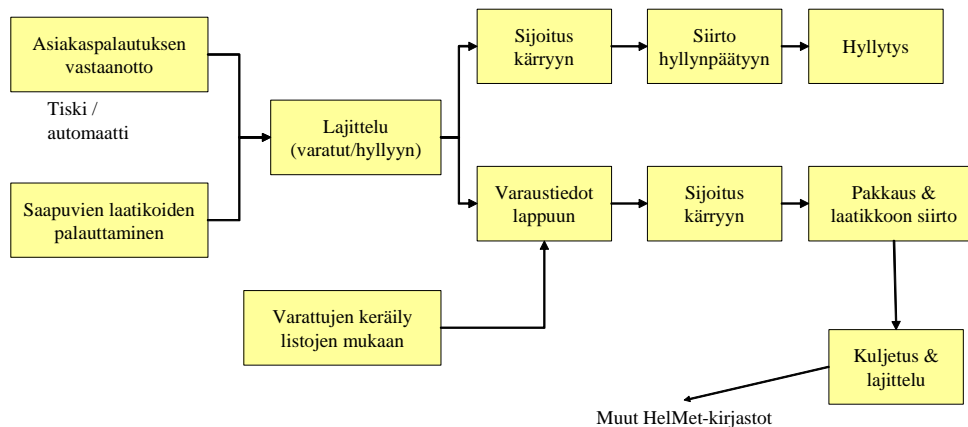 Asiakaspalautuksen
vastaanotto
Tiski /
automaatti
Saapuvien laatikoiden
palauttaminen
Lajittelu
(varatut/hyllyyn)
Sijoitus
kärryyn
Siirto
hyllynpäätyyn
Hyllytys
Varaustiedot
lappuun
Sijoitus
kärryyn
Pakkaus &
laatikkoon siirto
Varattujen keräily
listojen mukaan
Kuljetus &
lajittelu
Muut HelMet-kirjastot